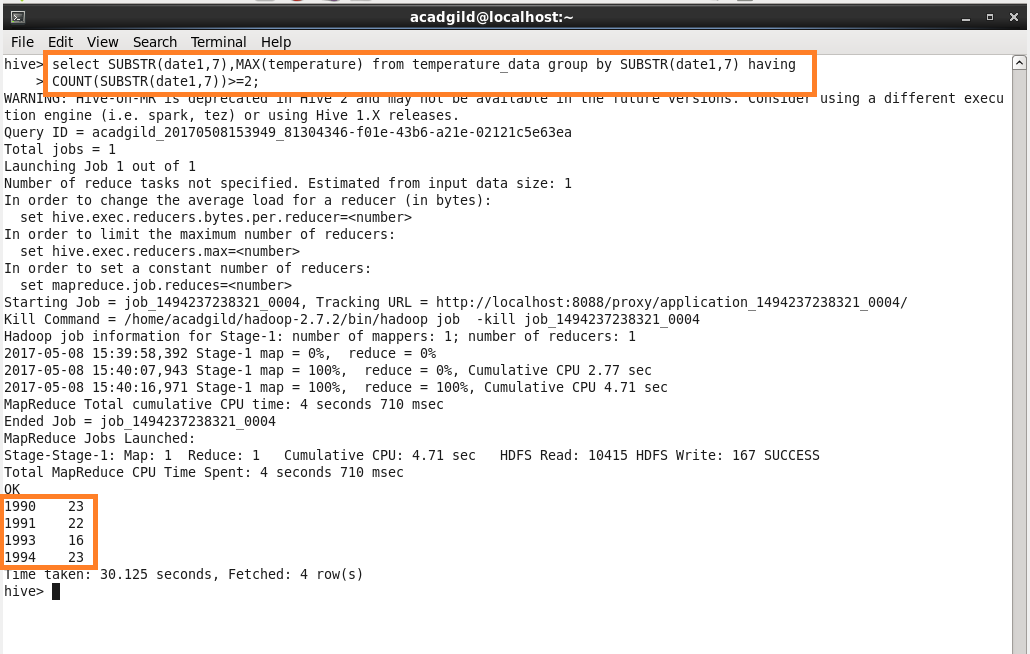 acadgild@localhost:~
File Edit View Search Terminal Help
hive> select SUBSTR(date1,7),MAX(temperature) from temperature_data group by SUBSTR(date1,7) having
    > COUNT(SUBSTR(date1,7))>=2;
WARNING: Hive-on-MR is deprecated in Hive 2 and may not be available in the future versions. Consider using a different execu
tion engine (i.e. spark, tez) or using Hive 1.X releases.
Query ID = acadgild_20170508153949_81304346-f01e-43b6-a21e-02121c5e63ea
Total jobs = 1
Launching Job 1 out of 1
Number of reduce tasks not specified. Estimated from input data size: 1
In order to change the average load for a reducer (in bytes):
  set hive.exec.reducers.bytes.per.reducer=<number>
In order to limit the maximum number of reducers:
  set hive.exec.reducers.max=<number>
In order to set a constant number of reducers:
  set mapreduce.job.reduces=<number>
Starting Job = job_1494237238321_0004, Tracking URL = http://localhost:8088/proxy/application_1494237238321_0004/
Kill Command = /home/acadgild/hadoop-2.7.2/bin/hadoop job  -kill job_1494237238321_0004
Hadoop job information for Stage-1: number of mappers: 1; number of reducers: 1
2017-05-08 15:39:58,392 Stage-1 map = 0%,  reduce = 0%
2017-05-08 15:40:07,943 Stage-1 map = 100%,  reduce = 0%, Cumulative CPU 2.77 sec
2017-05-08 15:40:16,971 Stage-1 map = 100%,  reduce = 100%, Cumulative CPU 4.71 sec
MapReduce Total cumulative CPU time: 4 seconds 710 msec
Ended Job = job_1494237238321_0004
MapReduce Jobs Launched:
Stage-Stage-1: Map: 1  Reduce: 1   Cumulative CPU: 4.71 sec   HDFS Read: 10415 HDFS Write: 167 SUCCESS
Total MapReduce CPU Time Spent: 4 seconds 710 msec
OK
1990    23
1991    22
1993    16
1994    23
Time taken: 30.125 seconds, Fetched: 4 row(s)
hive>